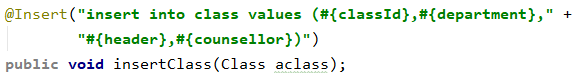 @Insert("insert into class values (#{classId},#{department}," +
"#{header},#{counsellor})")
public void insertClass(Class aclass);